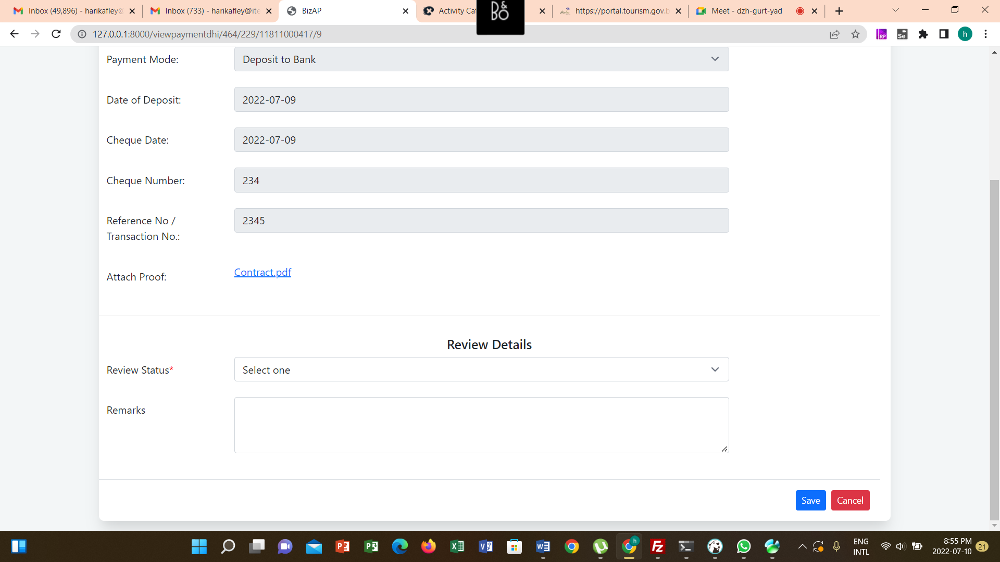 Inbox (49,896) - harikafley@
Inbox (733) - harikafley@ite
BizAP
Activity Cat
B&O
https://portal.tourism.gov.b
Meet - dzh-gurt-yad
127.0.0.1:8000/viewpaymentdhi/464/229/11811000417/9
RP
Se
h
Payment Mode:
Deposit to Bank
Date of Deposit:
2022-07-09
Cheque Date:
2022-07-09
Cheque Number:
234
Reference No /
Transaction No.:
2345
Attach Proof:
Contract.pdf
Review Details
Review Status*
Select one
Remarks
Save
Cancel
h
ENG
INTL
8:55 PM
2022-07-10
21